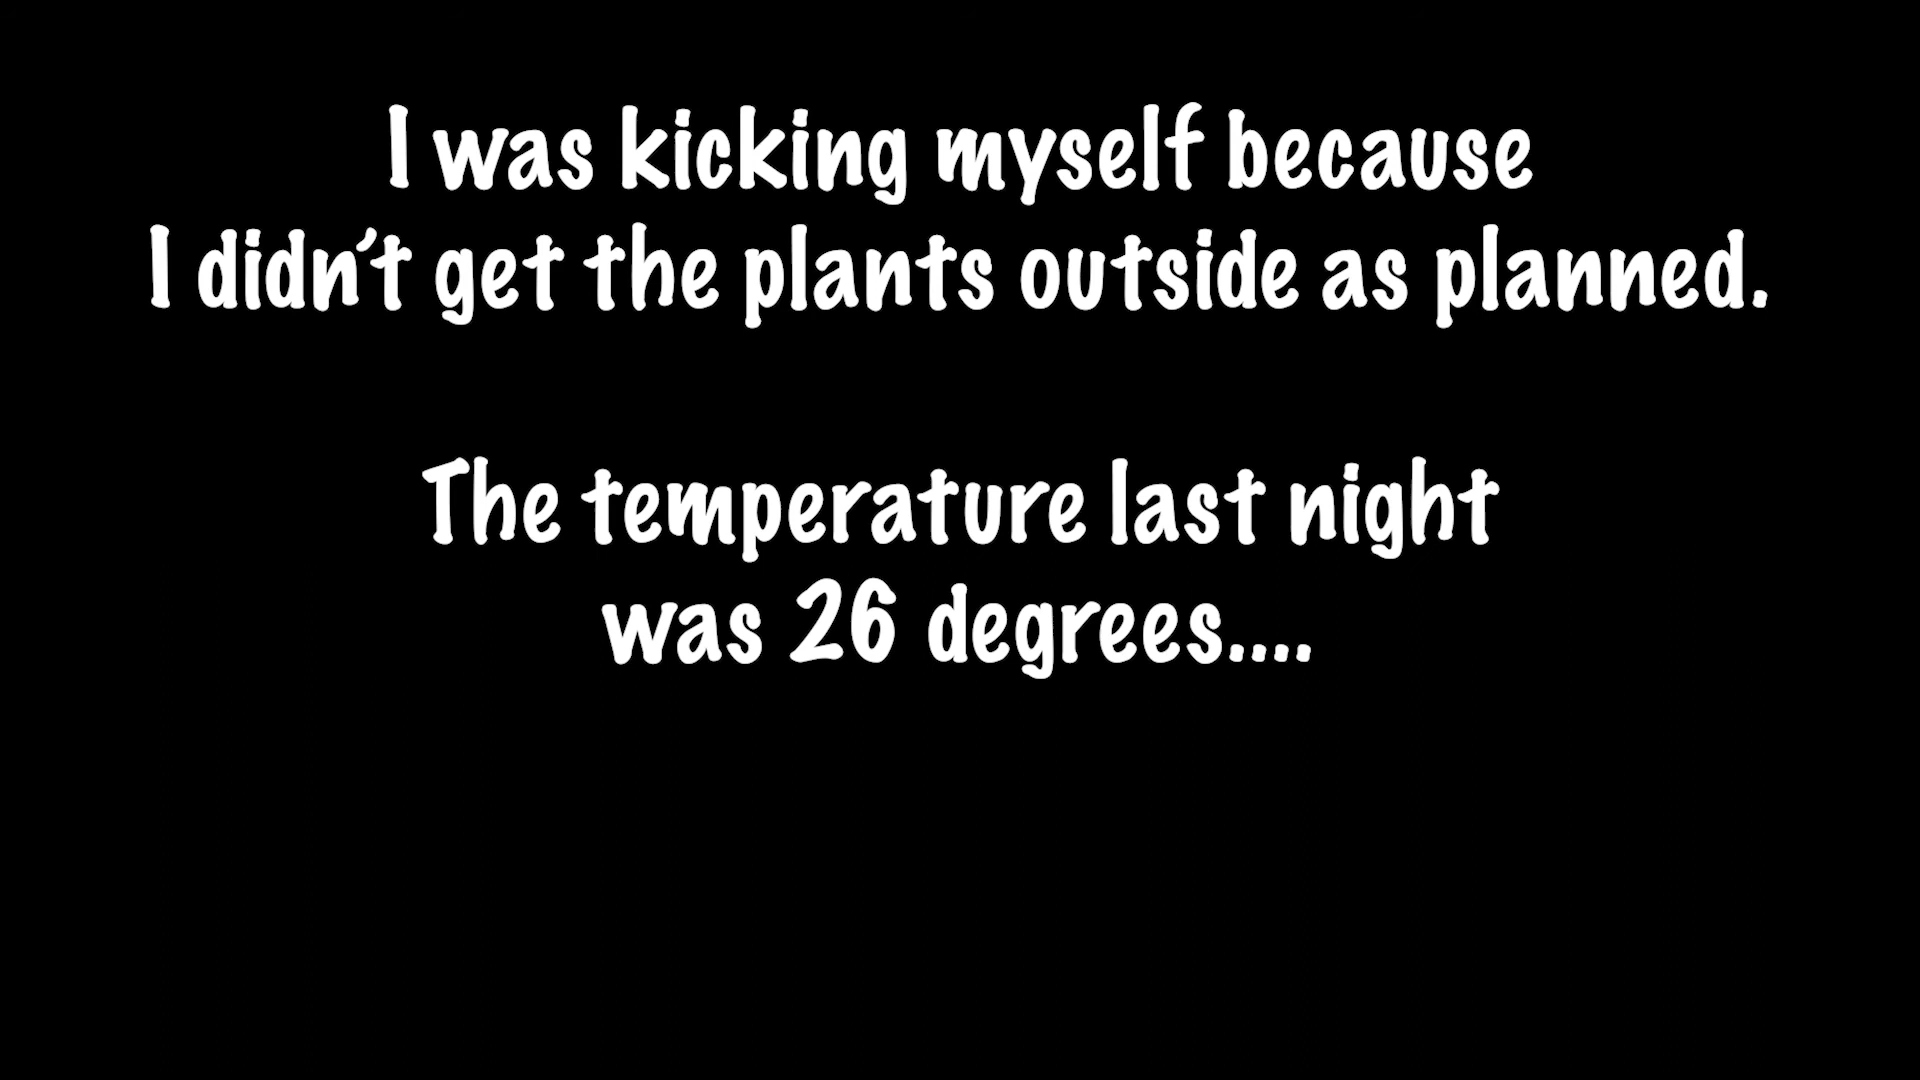 I was kicking myself because
I didn't get the plants outside as planned.
The temperature last night
was 26 degrees....